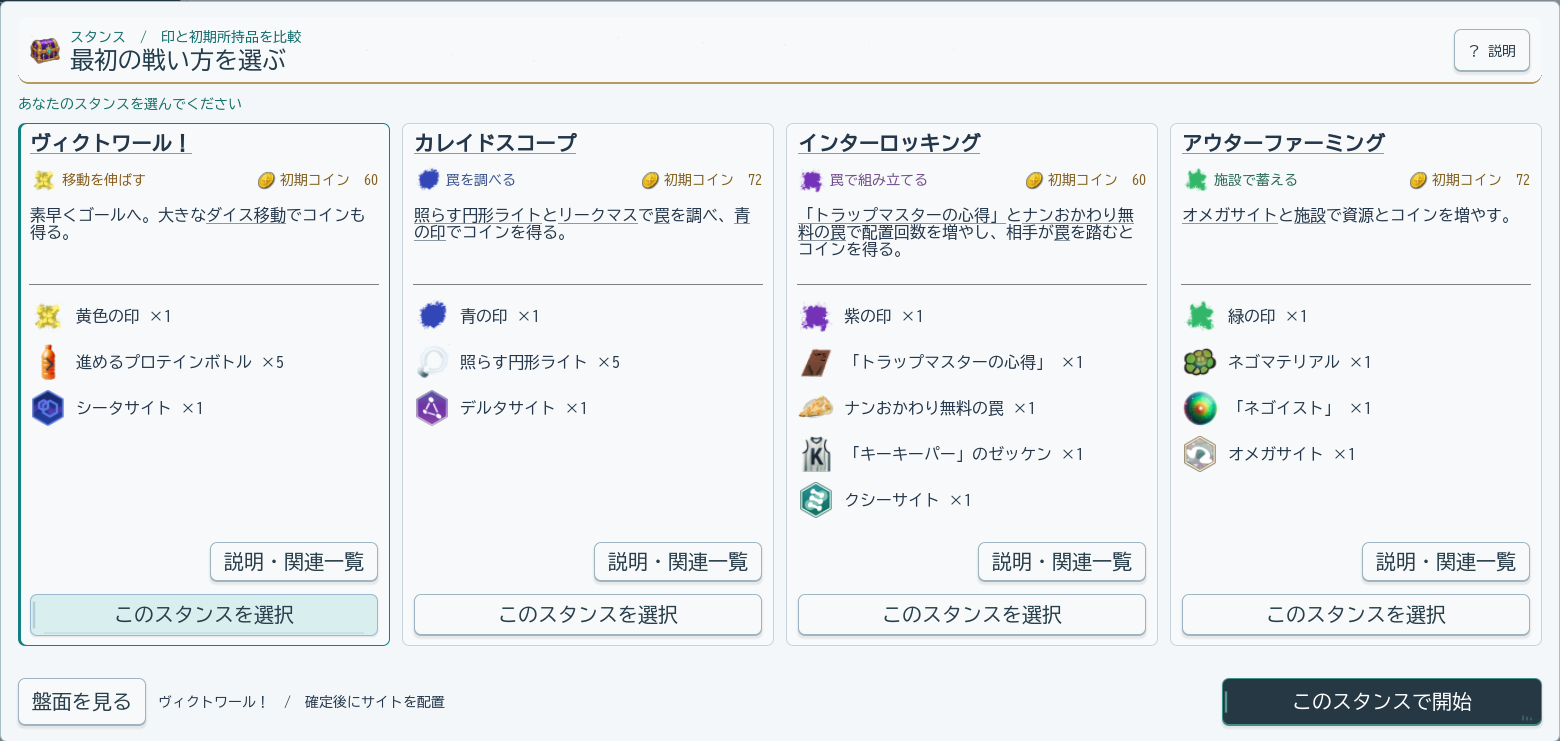 スタンス / 印と初期所持品を比較
最初の戦い方を選ぶ
? 説明
あなたのスタンスを選んでください
ヴィクトワール！
移動を伸ばす 初期コイン 60
素早くゴールへ。大きなダイス移動でコインも
得る。
黄色の印 ×1
進めるプロテインボトル ×5
シータサイト ×1
説明・関連一覧
このスタンスを選択
カレイドスコープ
罠を調べる 初期コイン 72
照らす円形ライトとリークマスで罠を調べ、青
の印でコインを得る。
青の印 ×1
照らす円形ライト ×5
デルタサイト ×1
説明・関連一覧
このスタンスを選択
インターロッキング
罠で組み立てる 初期コイン 60
「トラップマスターの心得」とナンおかわり無
料の罠で配置回数を増やし、相手が罠を踏むと
コインを得る。
紫の印 ×1
「トラップマスターの心得」 ×1
ナンおかわり無料の罠 ×1
「キーキーパー」のゼッケン ×1
クシーサイト ×1
説明・関連一覧
このスタンスを選択
アウターファーミング
施設で蓄える 初期コイン 72
オメガサイトと施設で資源とコインを増やす。
緑の印 ×1
ネゴマテリアル ×1
「ネゴイスト」 ×1
オメガサイト ×1
説明・関連一覧
このスタンスを選択
盤面を見る
ヴィクトワール！ / 確定後にサイトを配置
このスタンスで開始